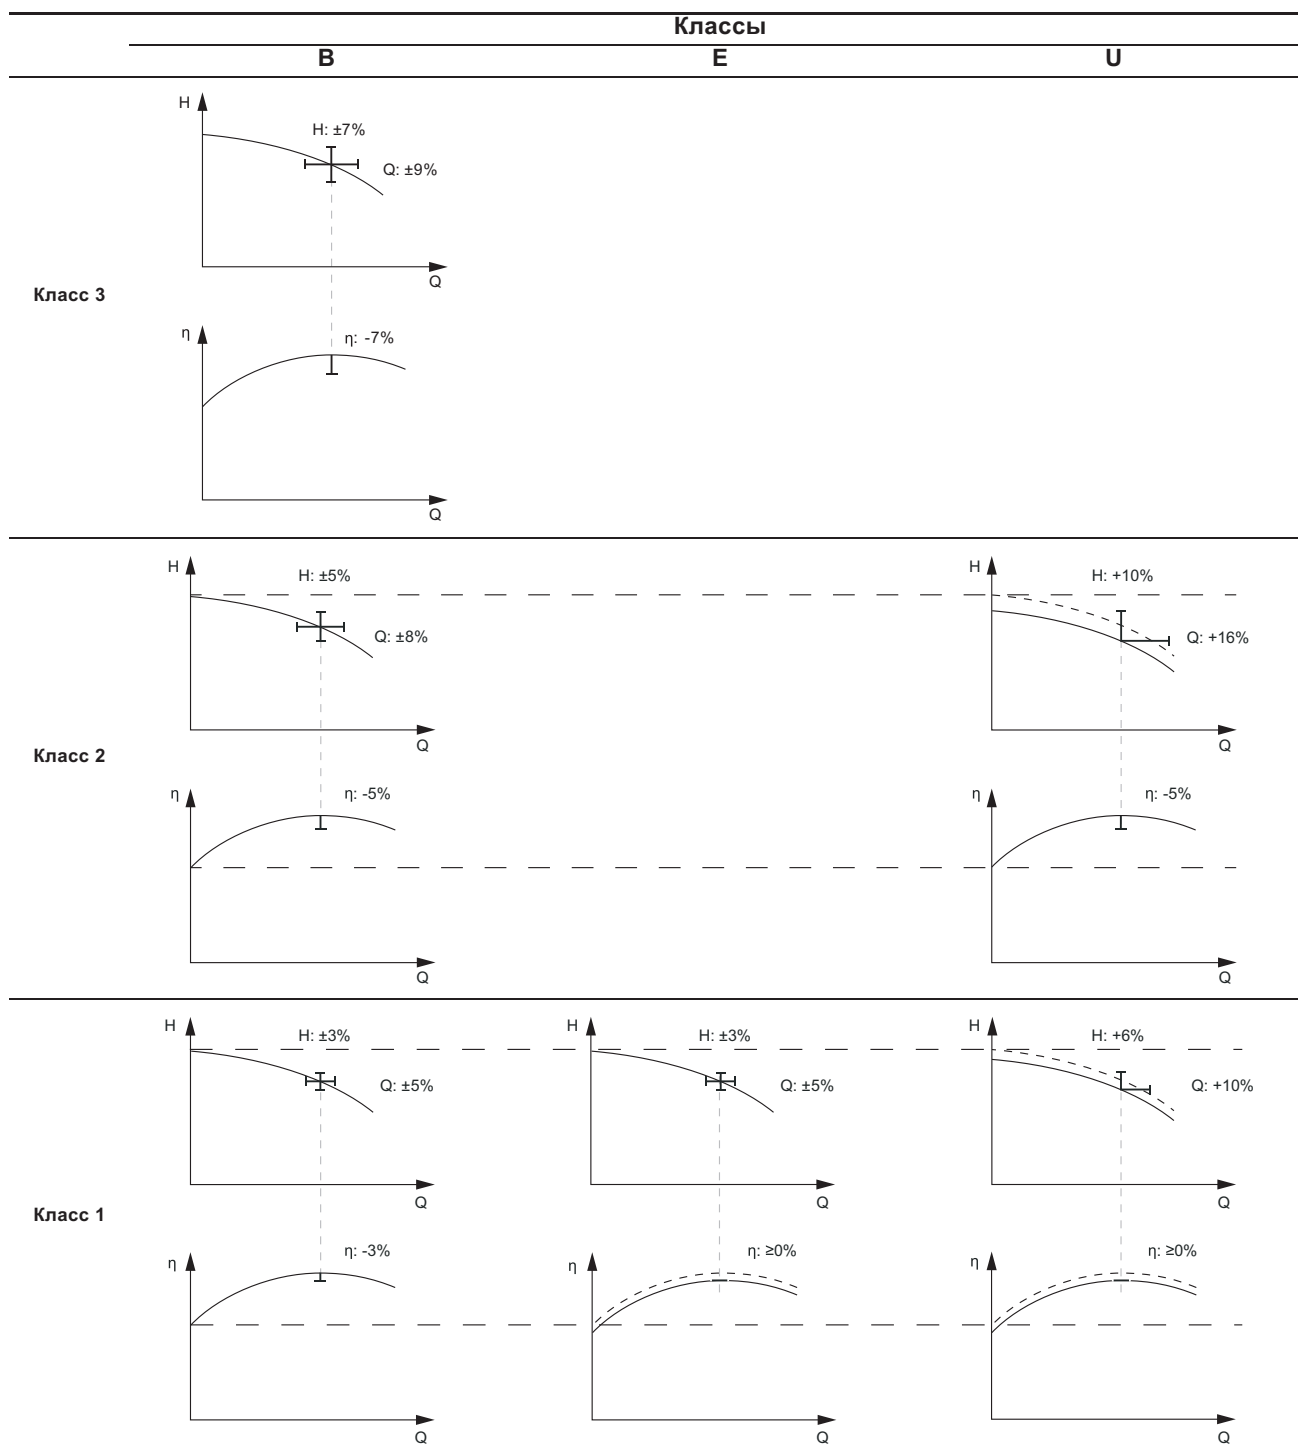 Классы
B E U
H
H: ±7%
Q: ±9%
Q
Класс 3
η
η: -7%
Q
H H: ±5% H H: +10%
Q: ±8% Q: +16%
Q Q
Класс 2
η η: -5% η η: -5%
Q Q
H H: ±3% H H: ±3% H H: +6%
Q: ±5% Q: ±5% Q: +10%
Q Q Q
Класс 1
η η: -3% η η: ≥0% η η: ≥0%
Q Q Q